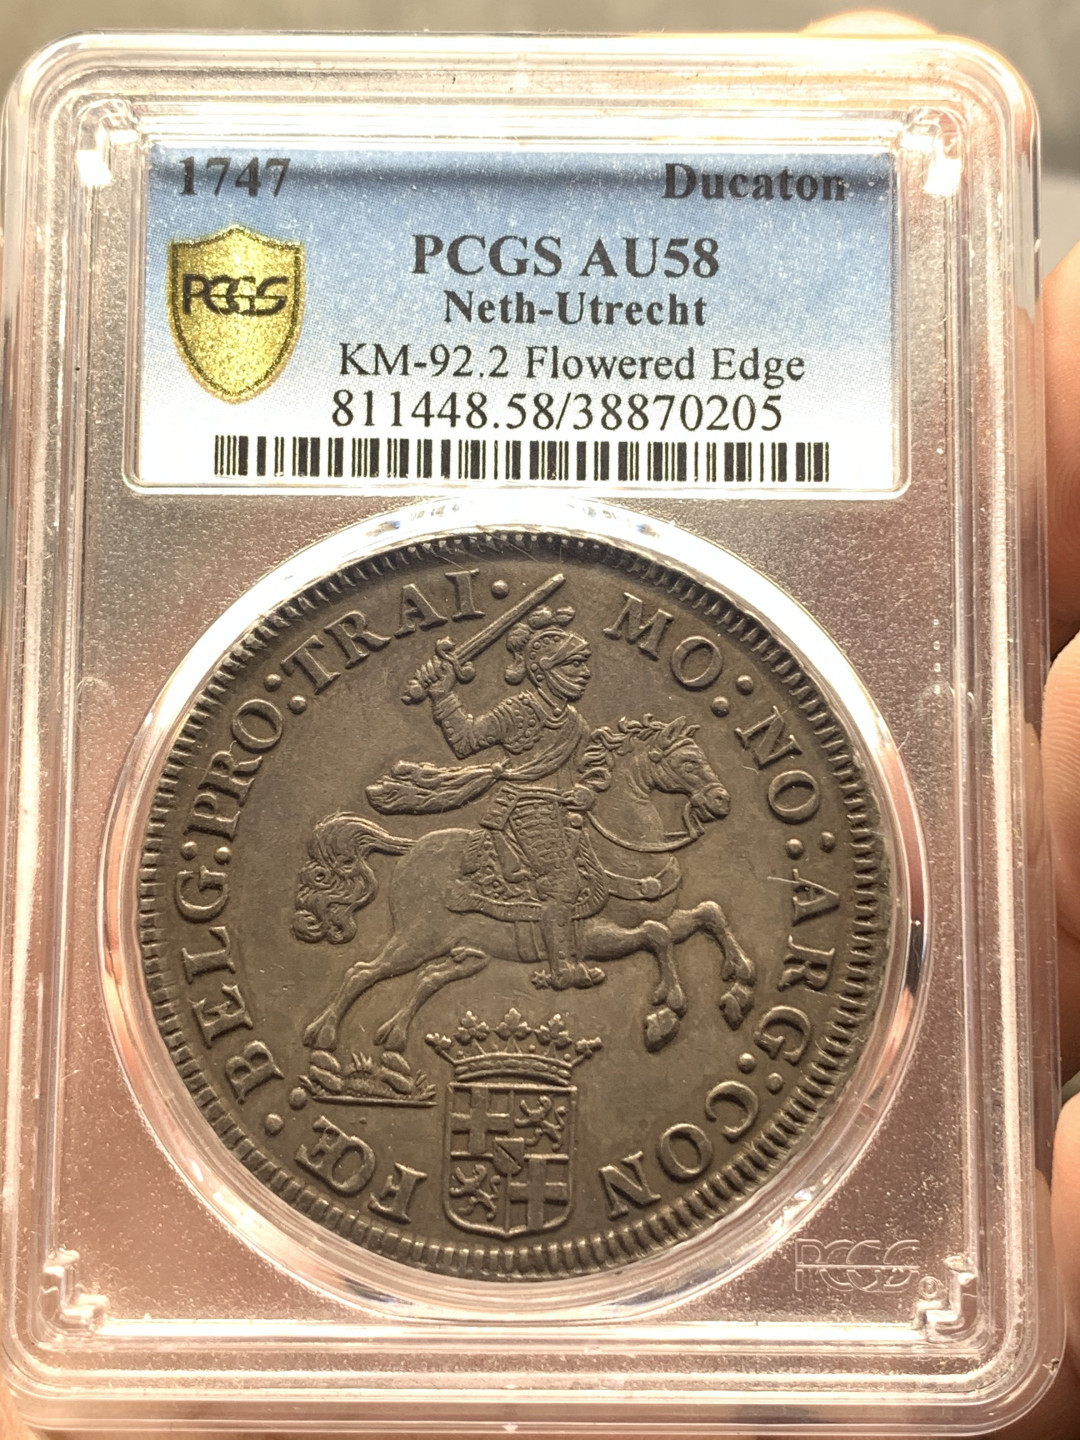 1747 Ducaton
PCGS
PCGS AU58
Neth-Utrecht
KM-92.2 Flowered Edge
811448.58/38870205
MO: NO: ARG: CON FŒ · BELG: PRO: TRAI ·
PCGS